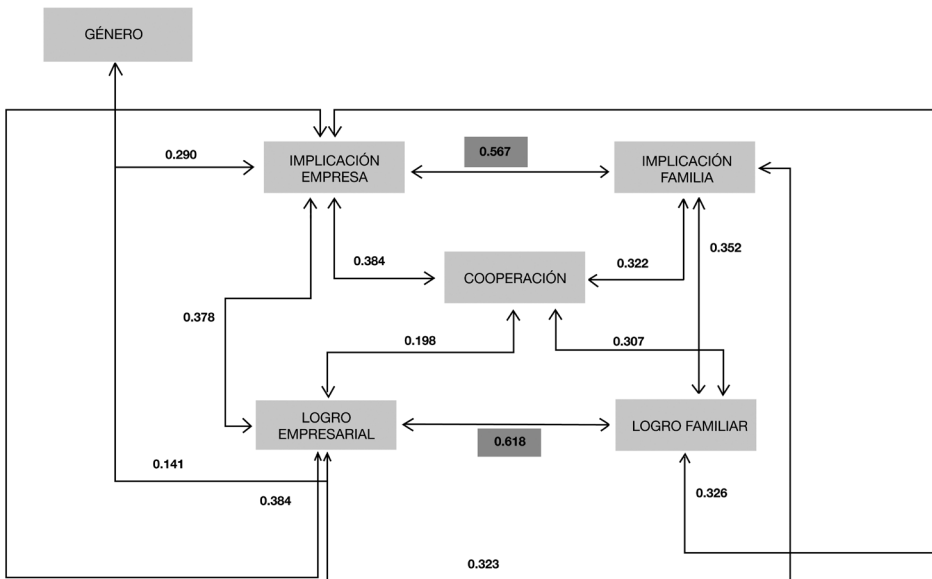 GÉNERO
0.290
IMPLICACIÓN
EMPRESA
0.567
IMPLICACIÓN
FAMILIA
0.352
0.384
COOPERACIÓN
0.322
0.378
0.198
0.307
LOGRO
EMPRESARIAL
0.618
LOGRO FAMILIAR
0.141
0.384
0.326
0.323